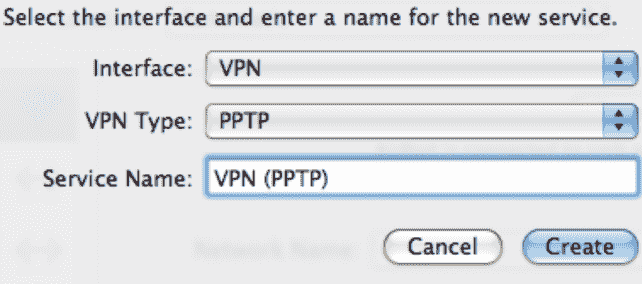 Select the interface and enter a name for the new service.
Interface: VPN
VPN Type: PPTP
Service Name: VPN (PPTP)
Cancel Create